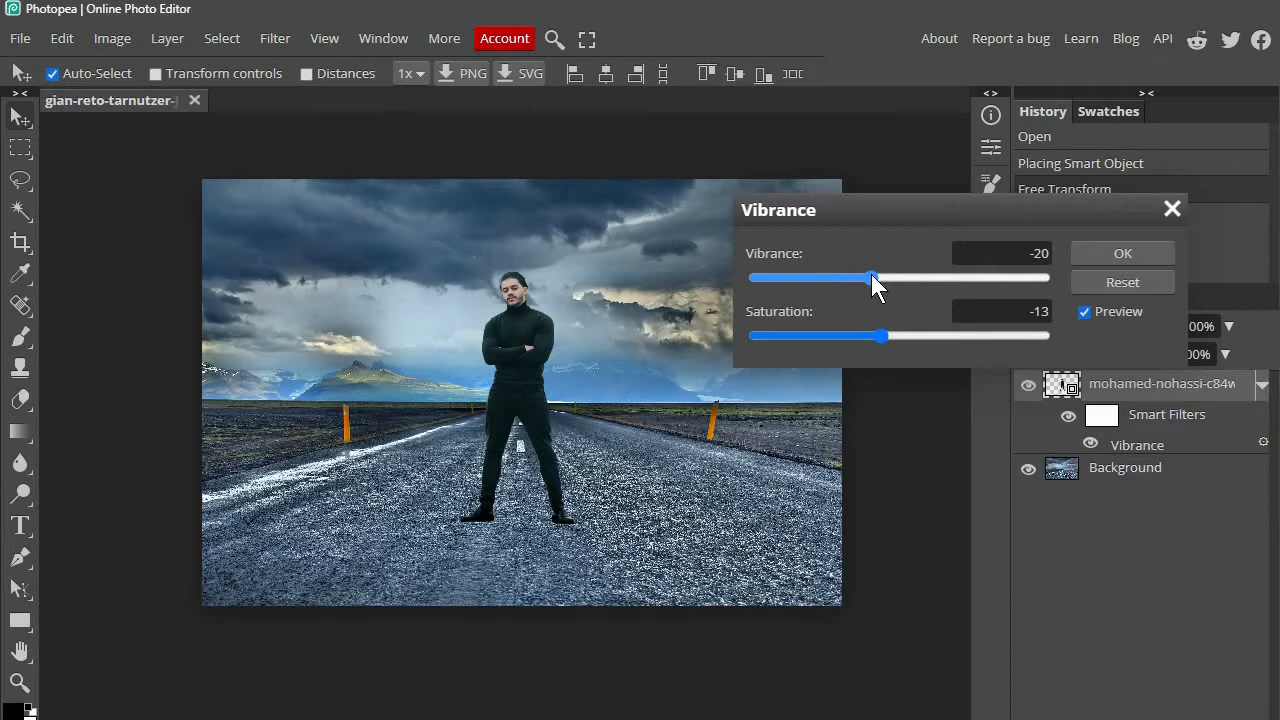 Photopea | Online Photo Editor
File Edit Image Layer Select Filter View Window More Account About Report a bug Learn Blog API
Auto-Select Transform controls Distances 1x PNG SVG
> < gian-reto-tarnutzer- < > > <
History Swatches
Open
Placing Smart Object
Free Transform
Vibrance
Vibrance: -20 OK
Reset
Saturation: -13 Preview
00%
00%
mohamed-nohassi-c84w
Smart Filters
Vibrance
Background